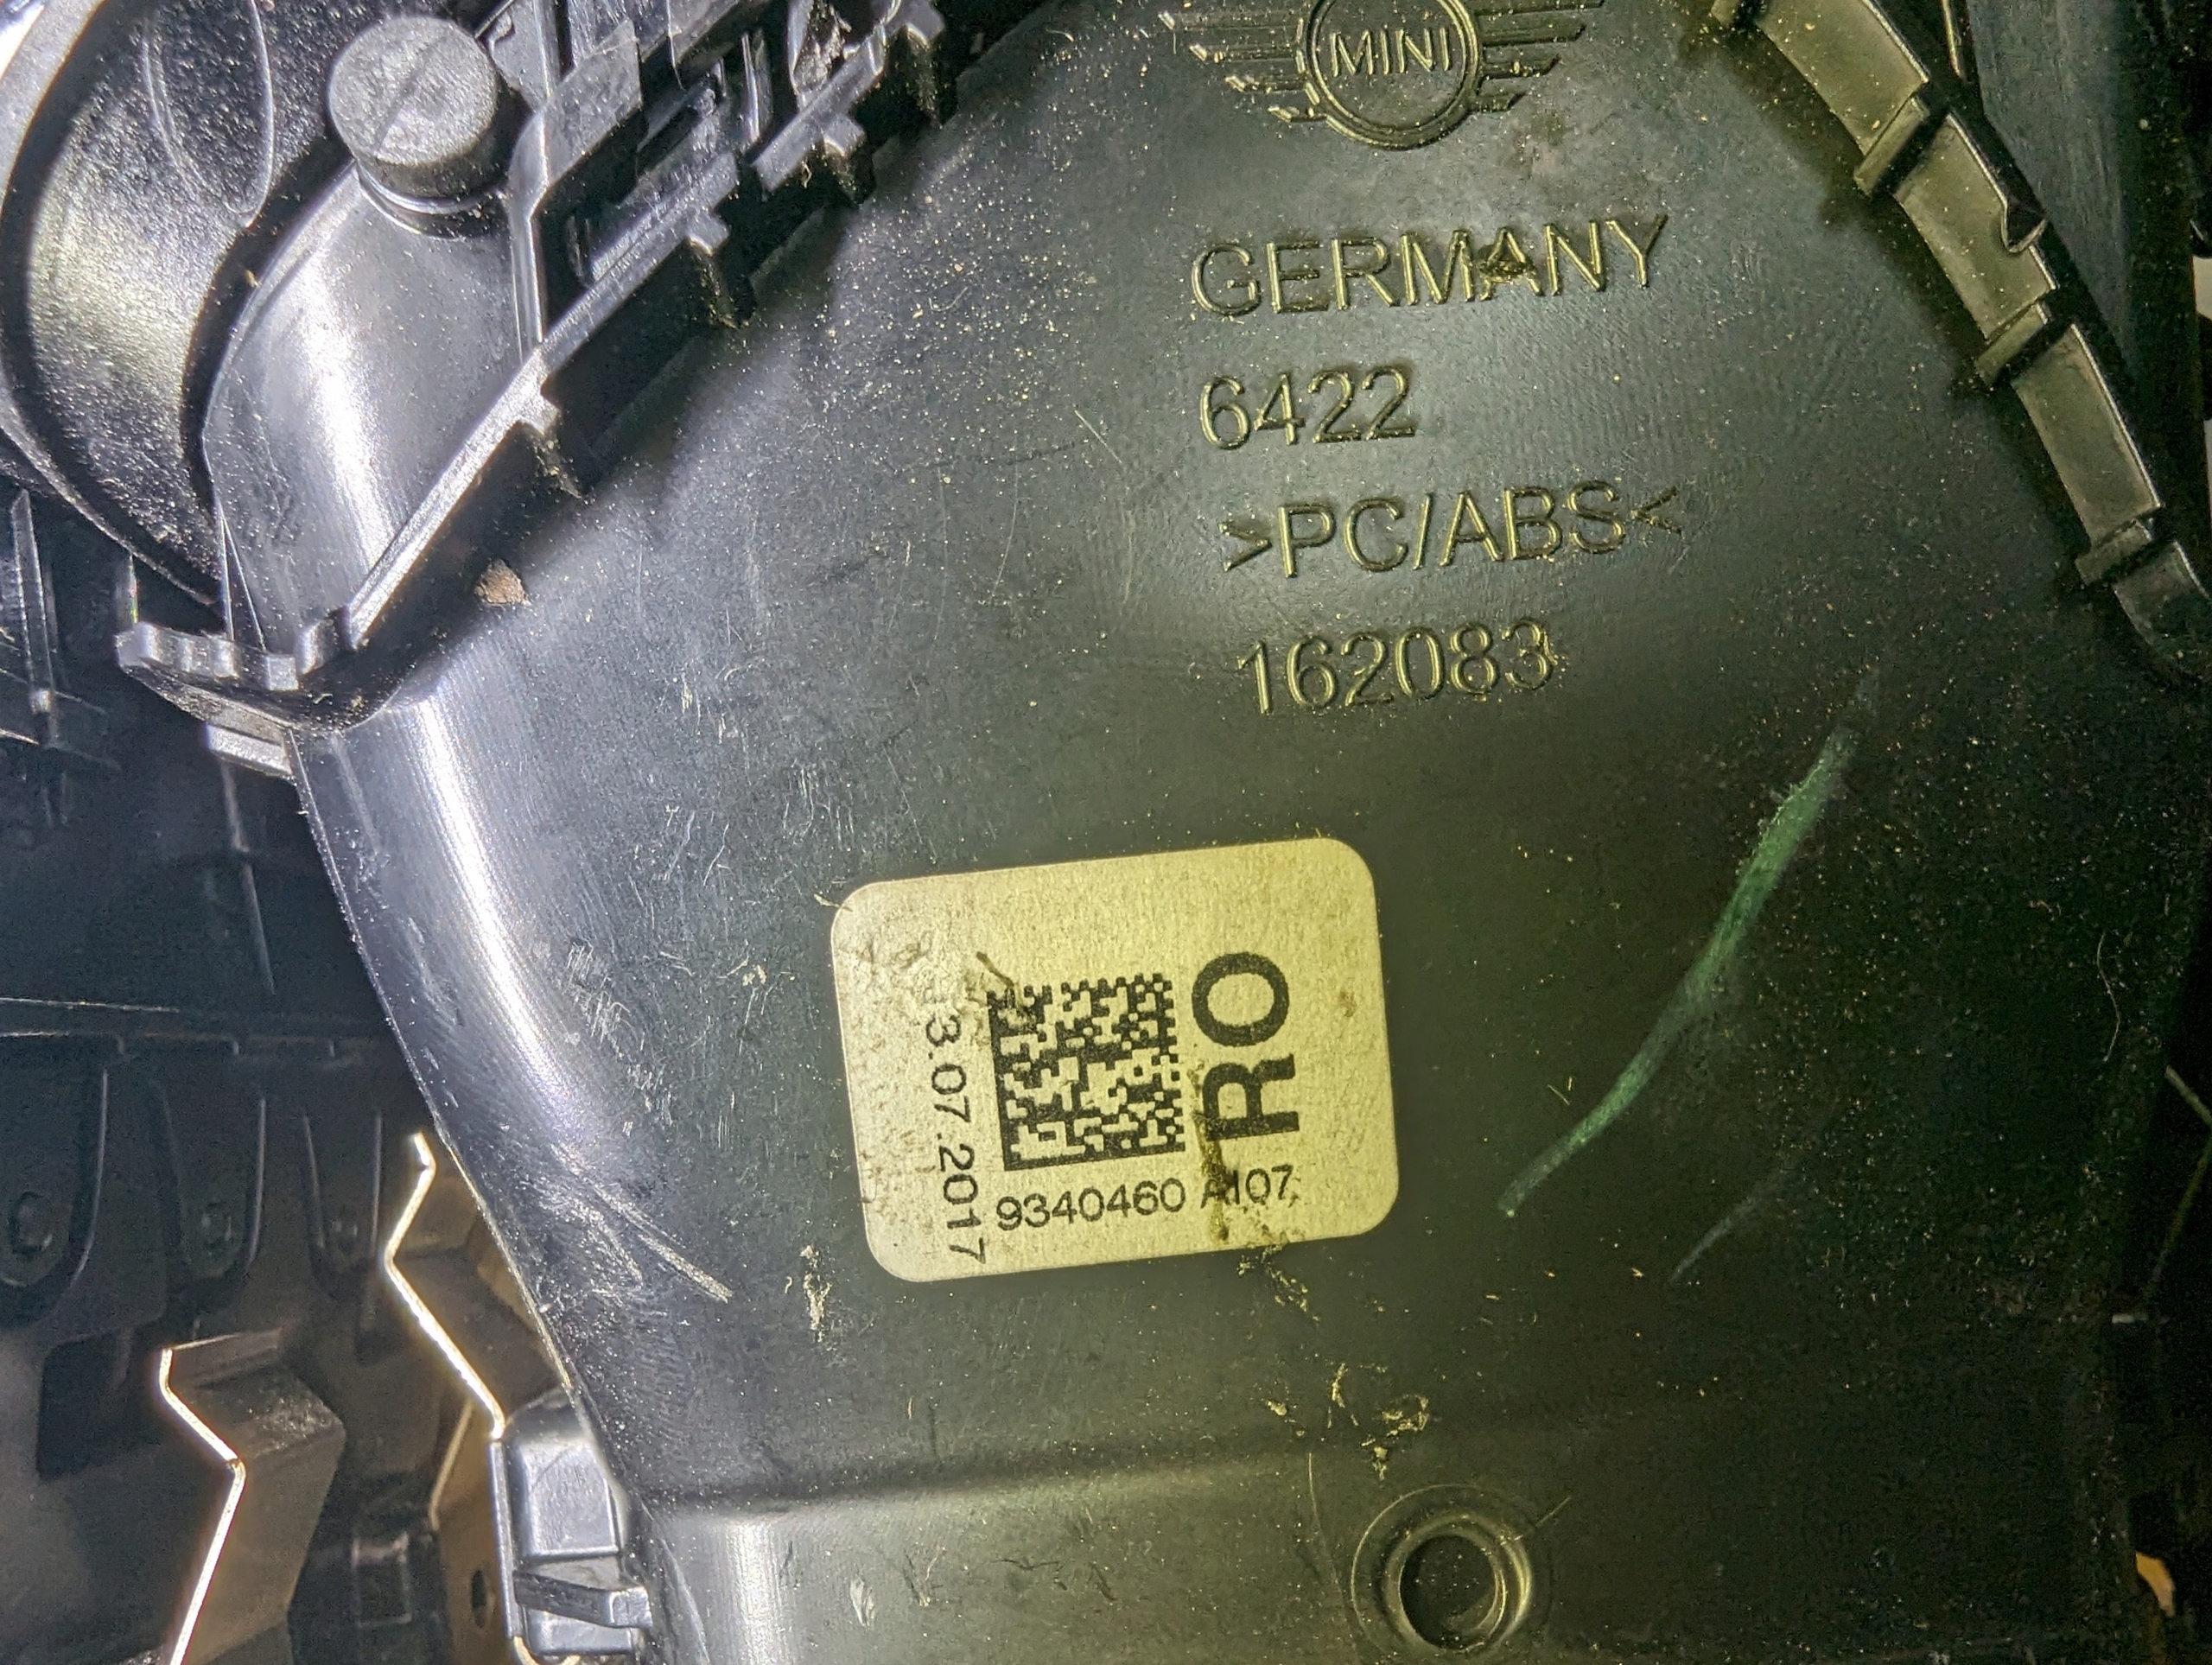 MINI
GERMANY
6422
>PC/ABS<
162083
RO
9340460 A107
3.07.2017